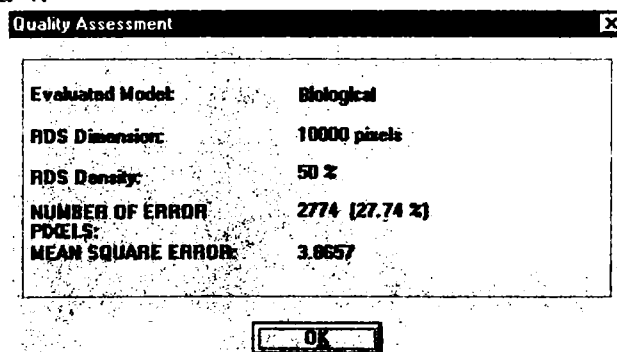 Quality Assessment
Evaluated Model: Biological
RDS Dimension: 10000 pixels
RDS Density: 50 %
NUMBER OF ERROR 2774 (27.74 %)
PIXELS:
MEAN SQUARE ERROR: 3.8657
OK